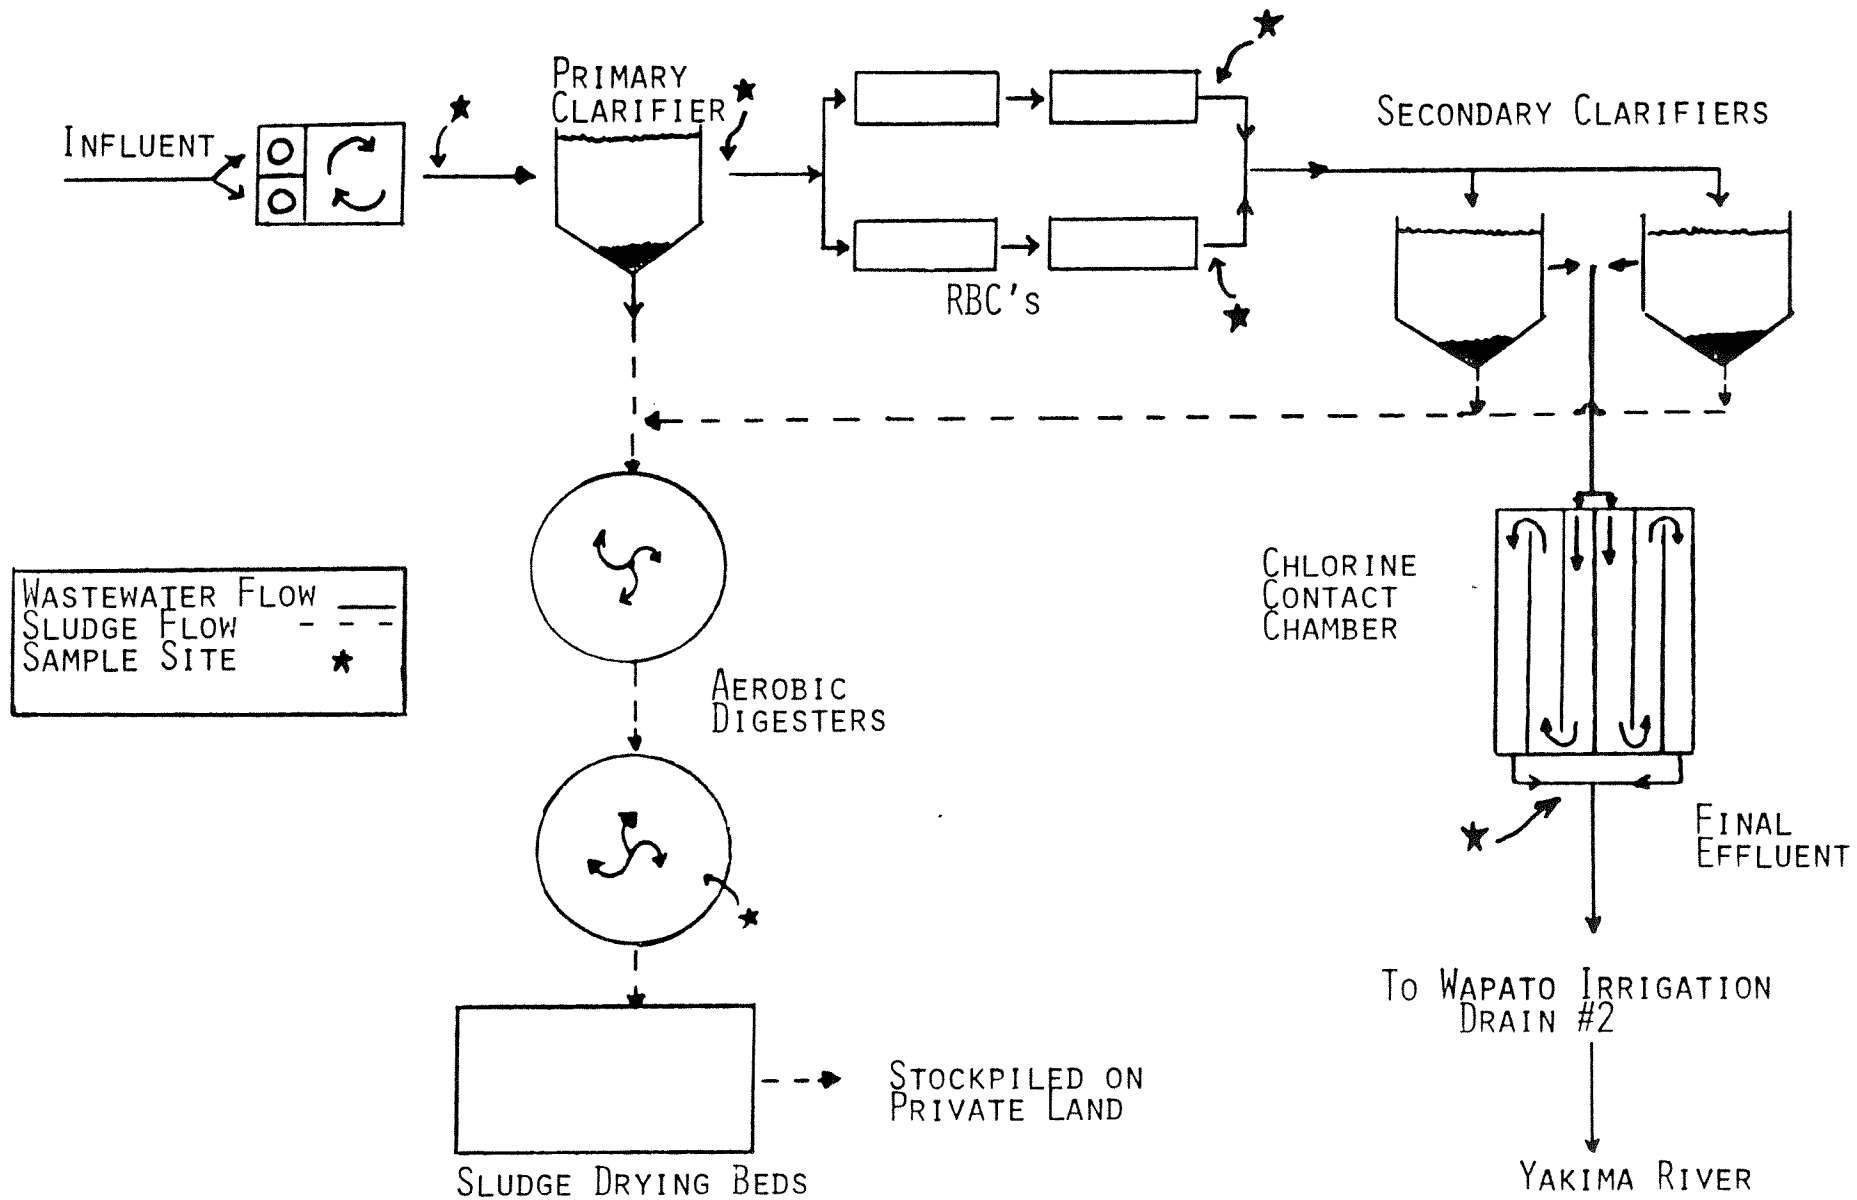 PRIMARY
CLARIFIER
SECONDARY CLARIFIERS
INFLUENT
RBC's
CHLORINE
CONTACT
CHAMBER
WASTEWATER FLOW
SLUDGE FLOW
SAMPLE SITE
AEROBIC
DIGESTERS
FINAL
EFFLUENT
TO WAPATO IRRIGATION
DRAIN #2
STOCKPILED ON
PRIVATE LAND
SLUDGE DRYING BEDS
YAKIMA RIVER